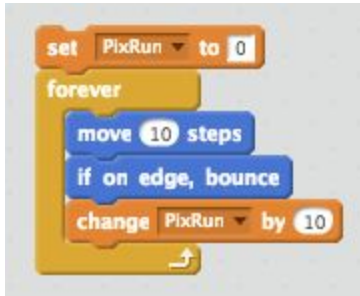 set PixRun to 0
forever
move 10 steps
if on edge, bounce
change PixRun by 10